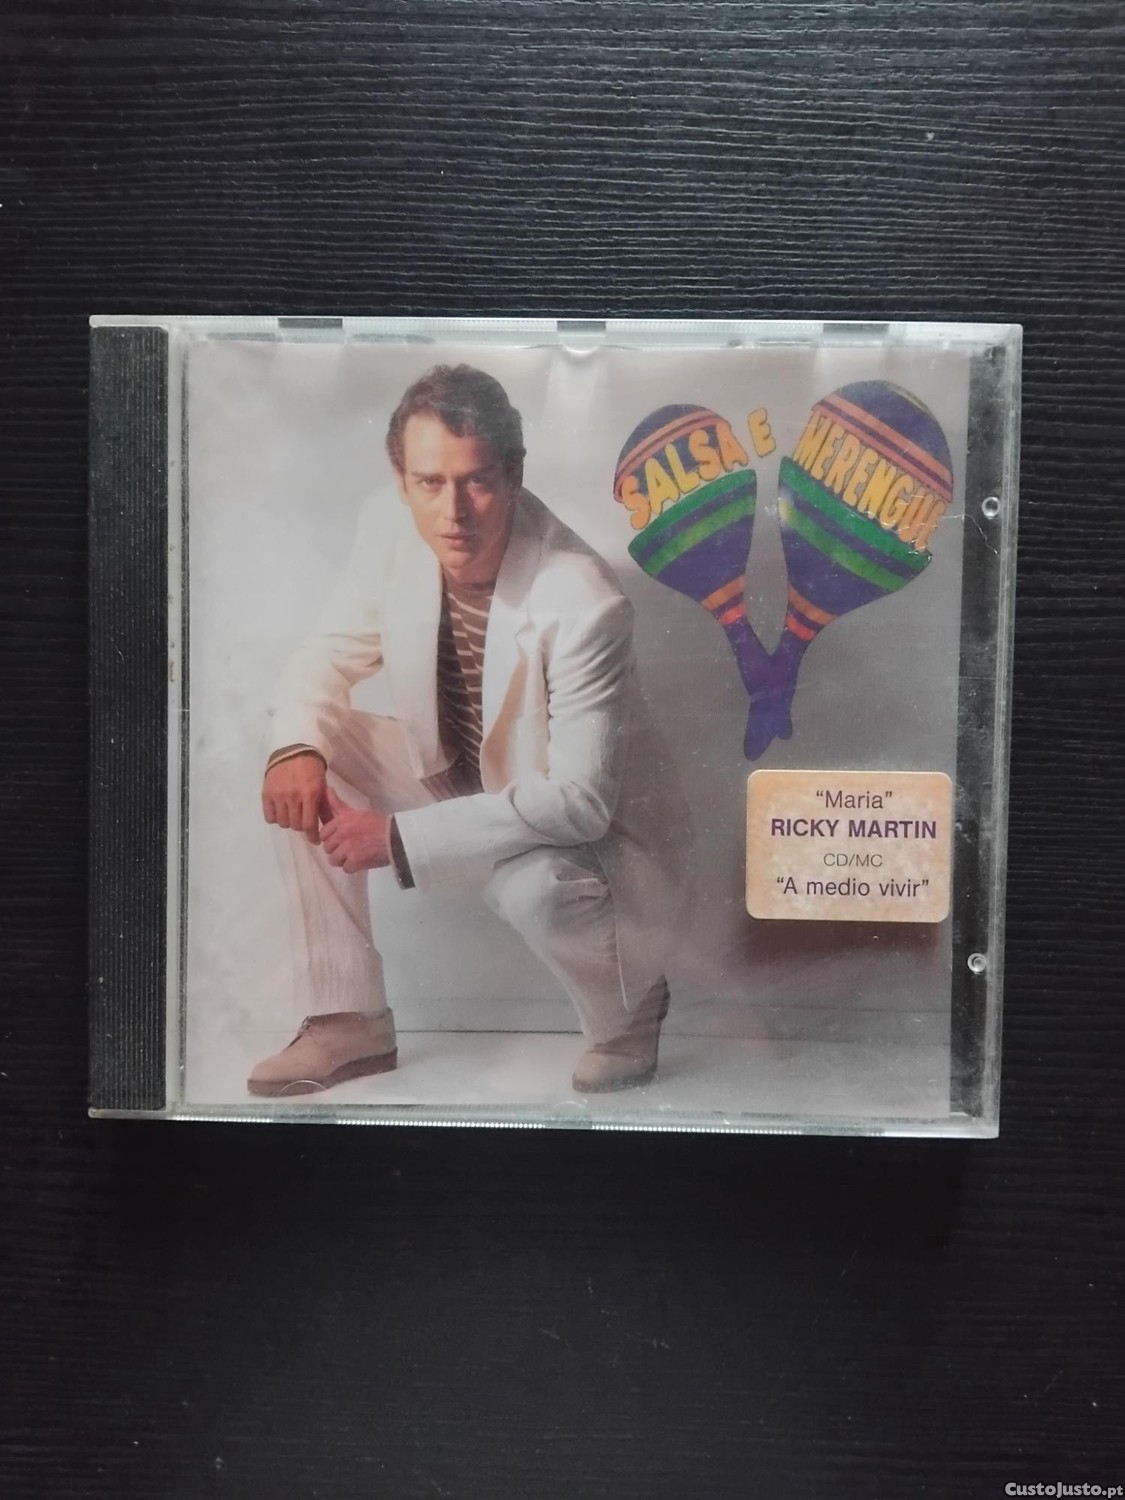 SALSA E MERENGUE
“Maria”
RICKY MARTIN
CD/MC
“A medio vivir”
CustoJusto.pt